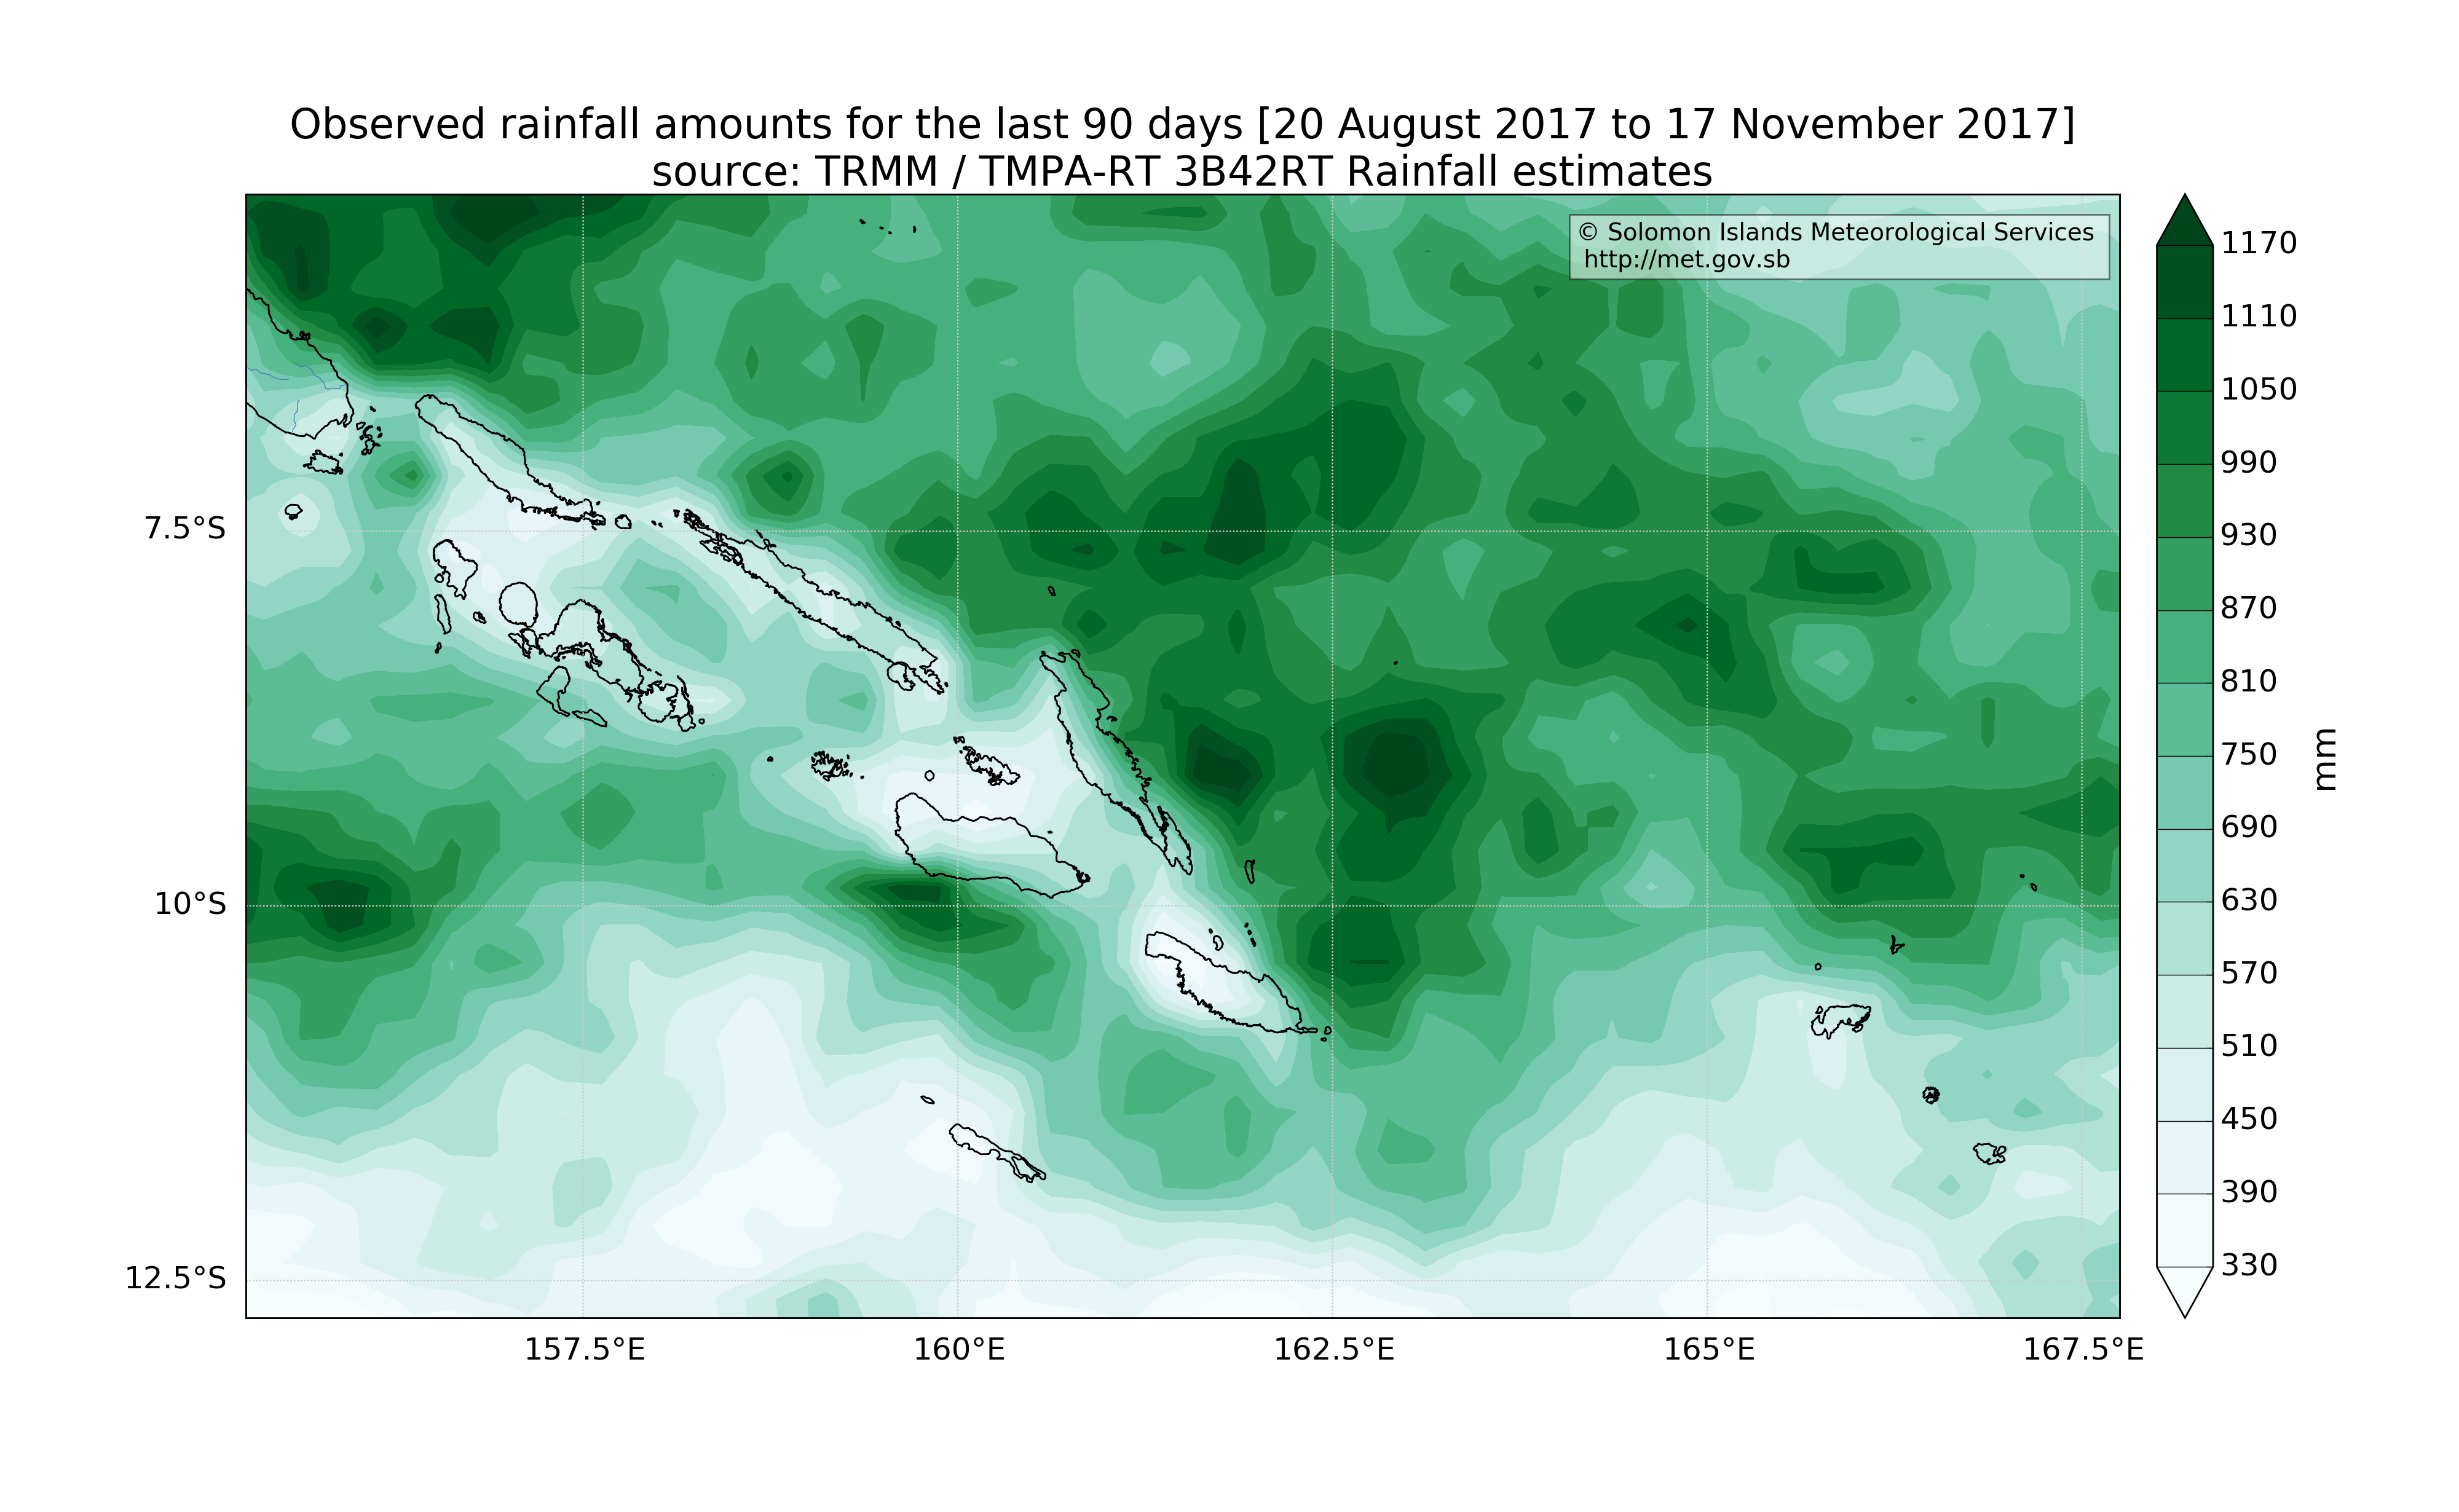 Observed rainfall amounts for the last 90 days [20 August 2017 to 17 November 2017]
source: TRMM / TMPA-RT 3B42RT Rainfall estimates
© Solomon Islands Meteorological Services
http://met.gov.sb
7.5°S
10°S
12.5°S
157.5°E
160°E
162.5°E
165°E
167.5°E
1170
1110
1050
990
930
870
810
750
690
630
570
510
450
390
330
mm